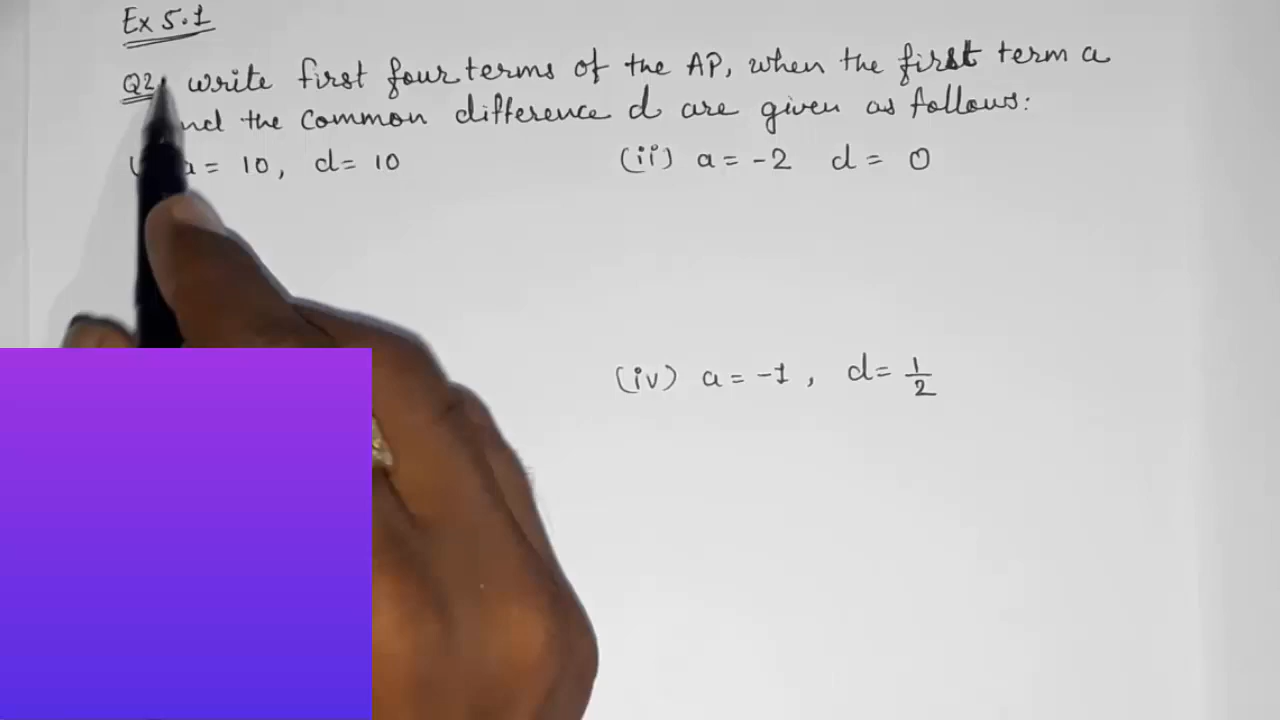 Ex 5.1
Q2. write first four terms of the AP, when the first term a
the common difference d are given as follows:
a = 10, d = 10 (ii) a = -2 d = 0
(iv) a = -1, d = 1/2